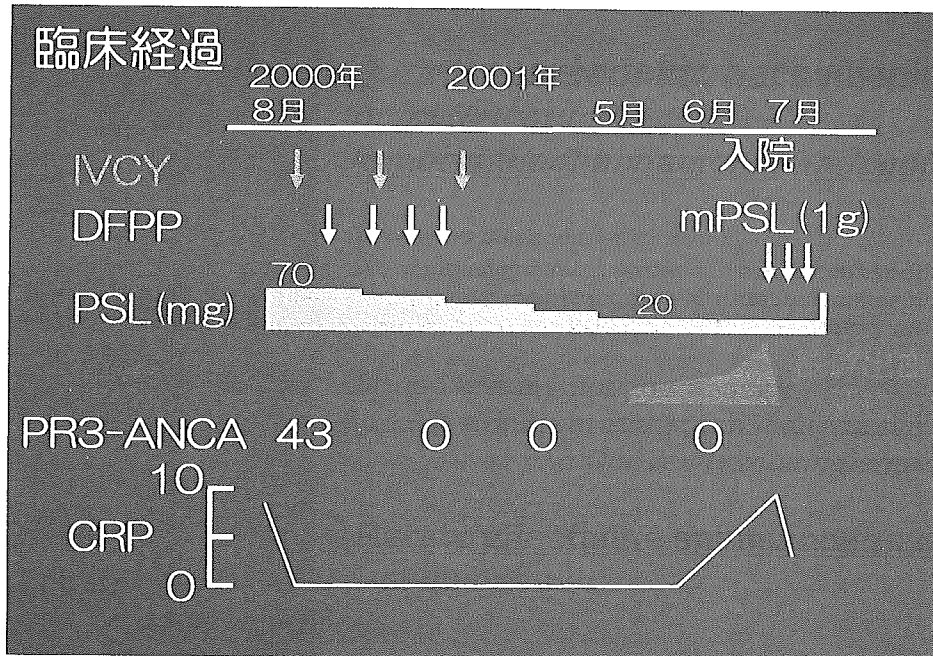 臨床経過
2000年 2001年
8月 5月 6月 7月
入院
IVCY
DFPP
mPSL(1g)
70
PSL(mg) 20
PR3-ANCA 43 0 0 0
10
CRP
0